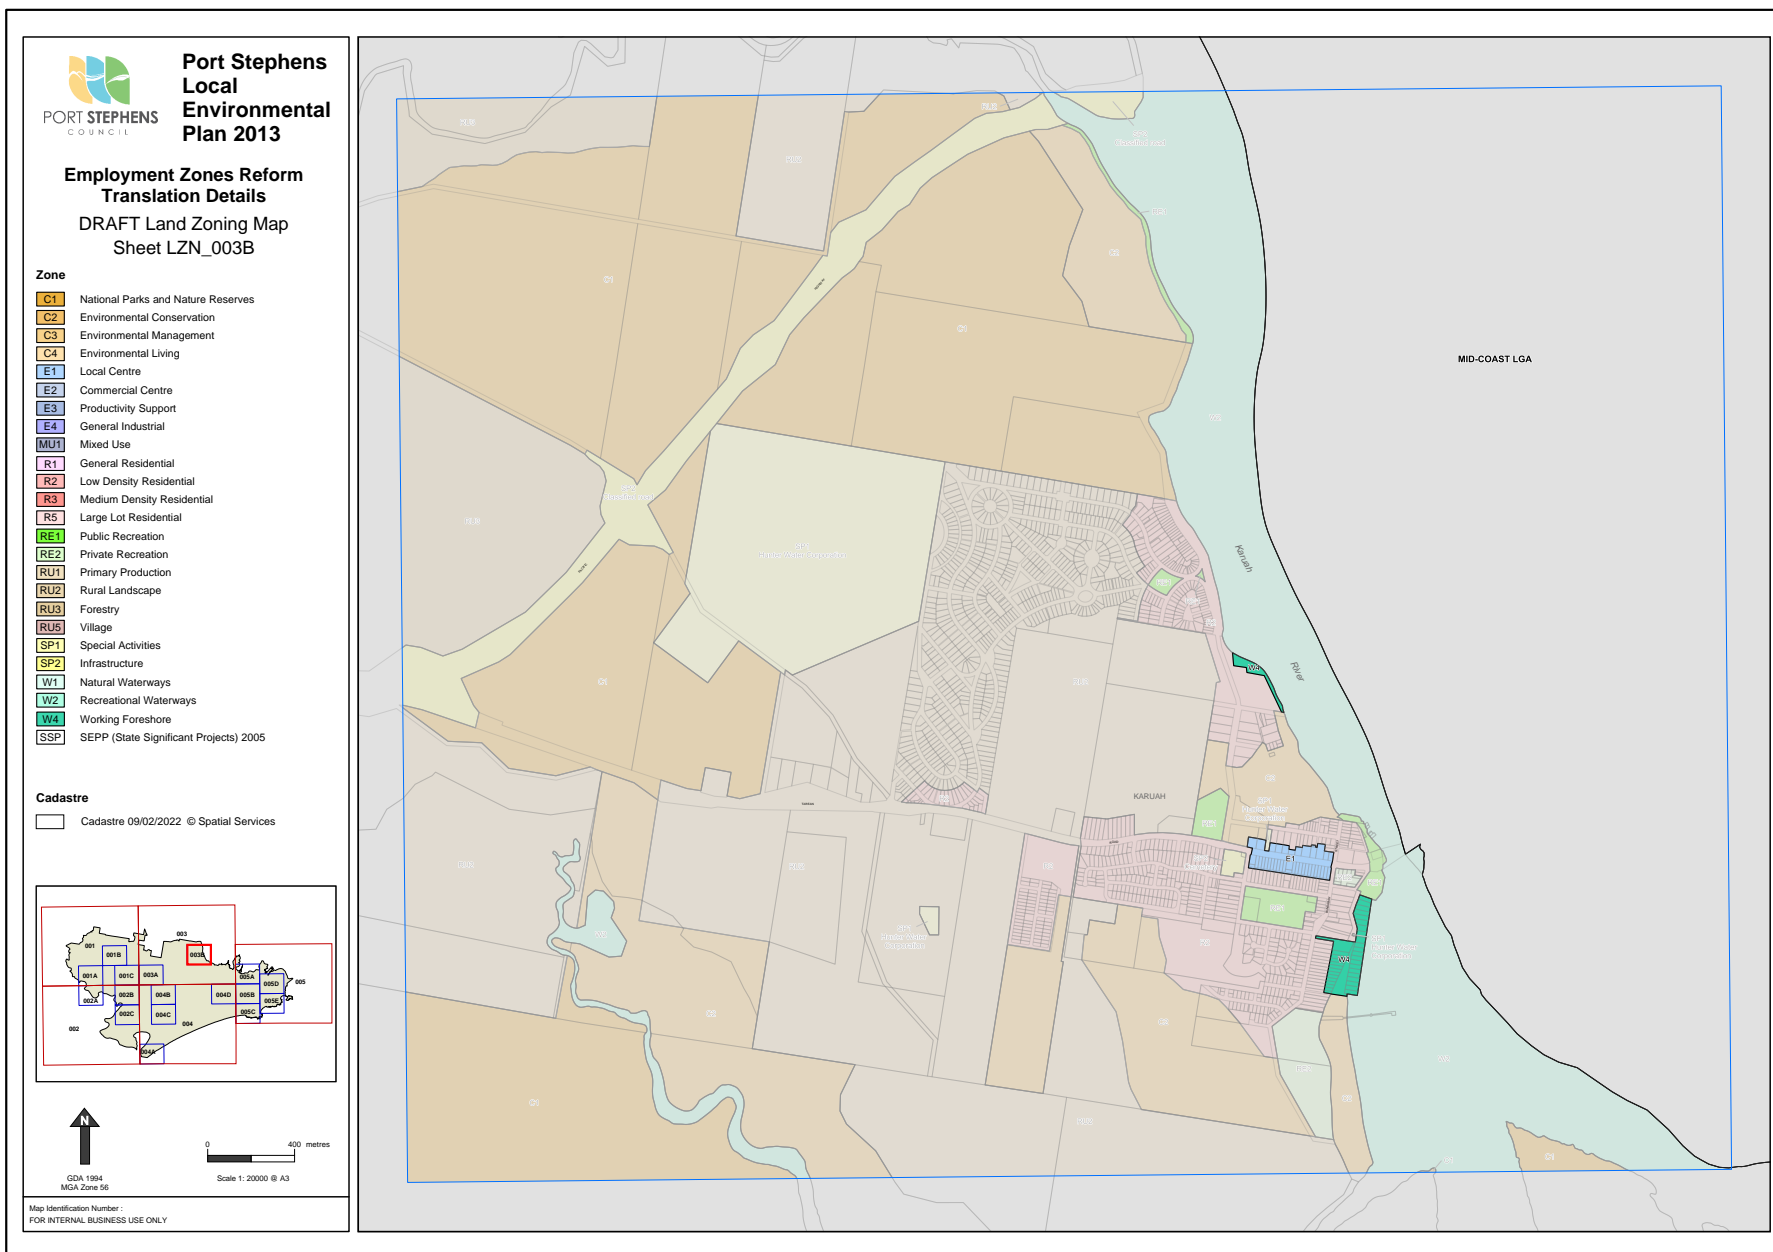 PORT STEPHENS
COUNCIL
Port Stephens
Local
Environmental
Plan 2013
Employment Zones Reform
Translation Details
DRAFT Land Zoning Map
Sheet LZN_003B
Zone
C1 National Parks and Nature Reserves
C2 Environmental Conservation
C3 Environmental Management
C4 Environmental Living
E1 Local Centre
E2 Commercial Centre
E3 Productivity Support
E4 General Industrial
MU1 Mixed Use
R1 General Residential
R2 Low Density Residential
R3 Medium Density Residential
R5 Large Lot Residential
RE1 Public Recreation
RE2 Private Recreation
RU1 Primary Production
RU2 Rural Landscape
RU3 Forestry
RU5 Village
SP1 Special Activities
SP2 Infrastructure
W1 Natural Waterways
W2 Recreational Waterways
W4 Working Foreshore
SSP SEPP (State Significant Projects) 2005
Cadastre
Cadastre 09/02/2022 © Spatial Services
003
001
003B
001B
001A
001C
003A
005A
005D
005
002A
002B
004B
004D
005B
005E
002C
004C
005C
002
004
004A
N
GDA 1994
MGA Zone 56
0 400 metres
Scale 1: 20000 @ A3
Map Identification Number :
FOR INTERNAL BUSINESS USE ONLY
MID-COAST LGA
Karuah
River
W4
KARUAH
E1
W4